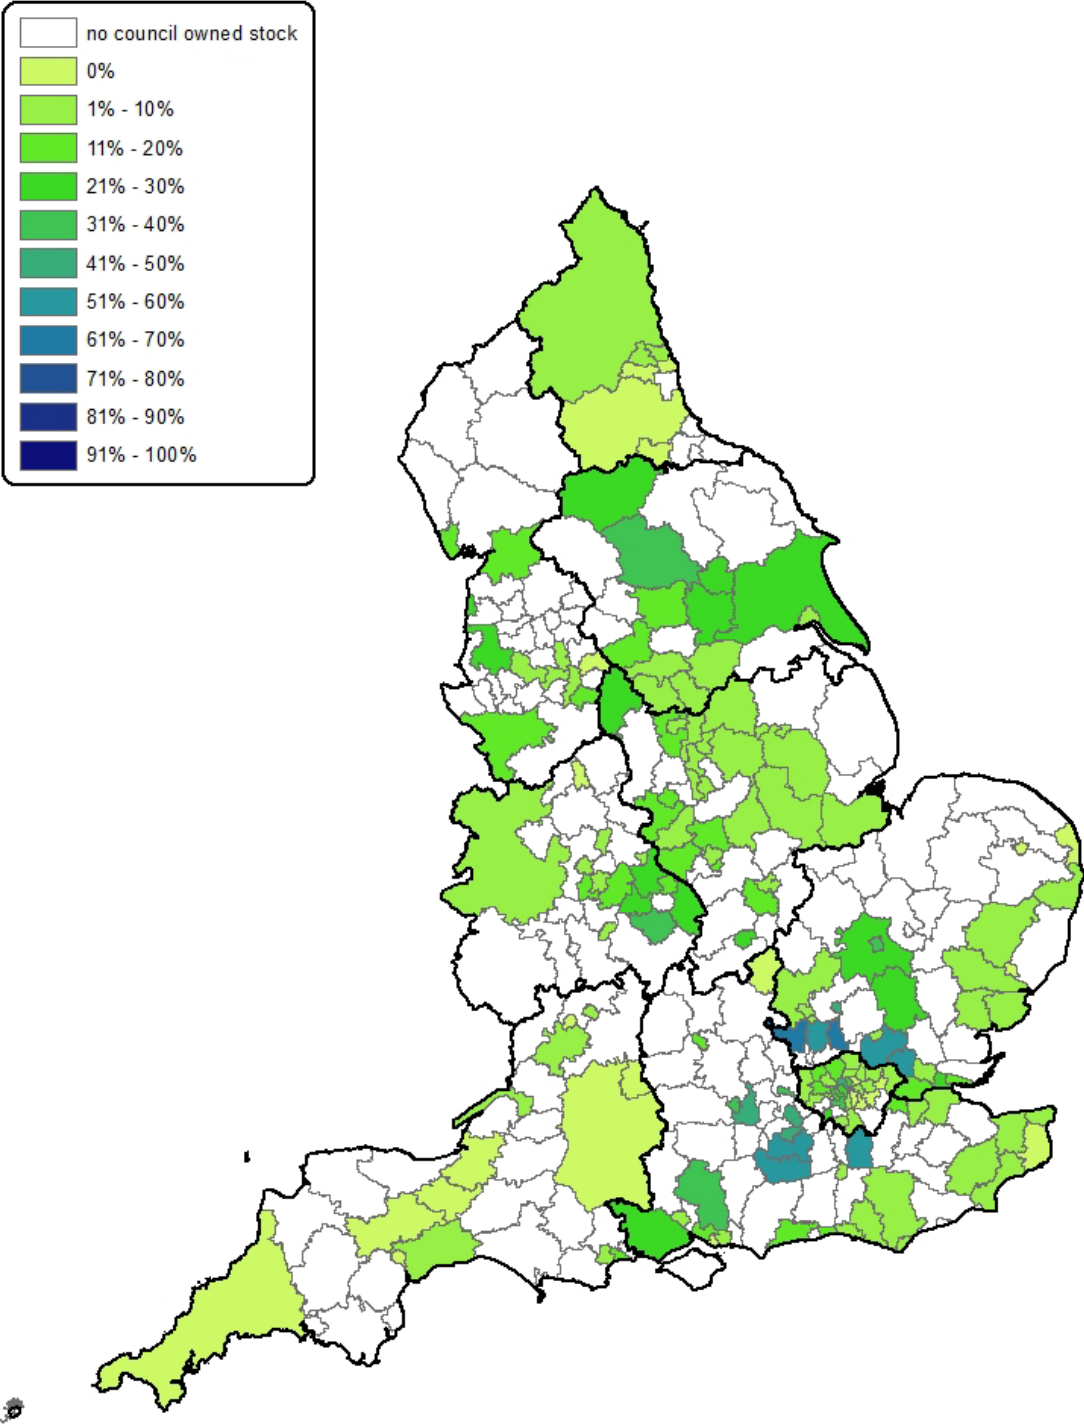 no council owned stock
0%
1% - 10%
11% - 20%
21% - 30%
31% - 40%
41% - 50%
51% - 60%
61% - 70%
71% - 80%
81% - 90%
91% - 100%